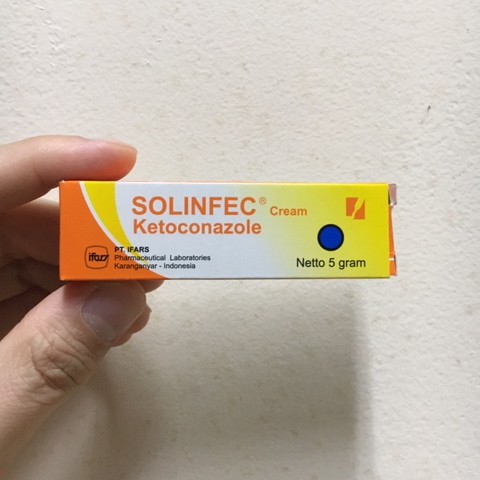 SOLINFEC® Cream
Ketoconazole
ifars
PT. IFARS
Pharmaceutical Laboratories
Karanganyar - Indonesia
Netto 5 gram